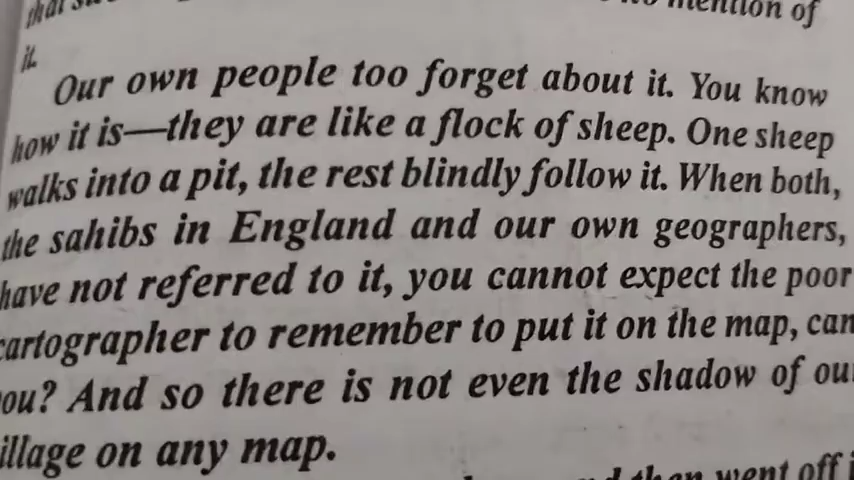 mention of
it.
Our own people too forget about it. You know
how it is—they are like a flock of sheep. One sheep
walks into a pit, the rest blindly follow it. When both,
the sahibs in England and our own geographers,
have not referred to it, you cannot expect the poor
cartographer to remember to put it on the map, can
you? And so there is not even the shadow of our
village on any map.
then went off